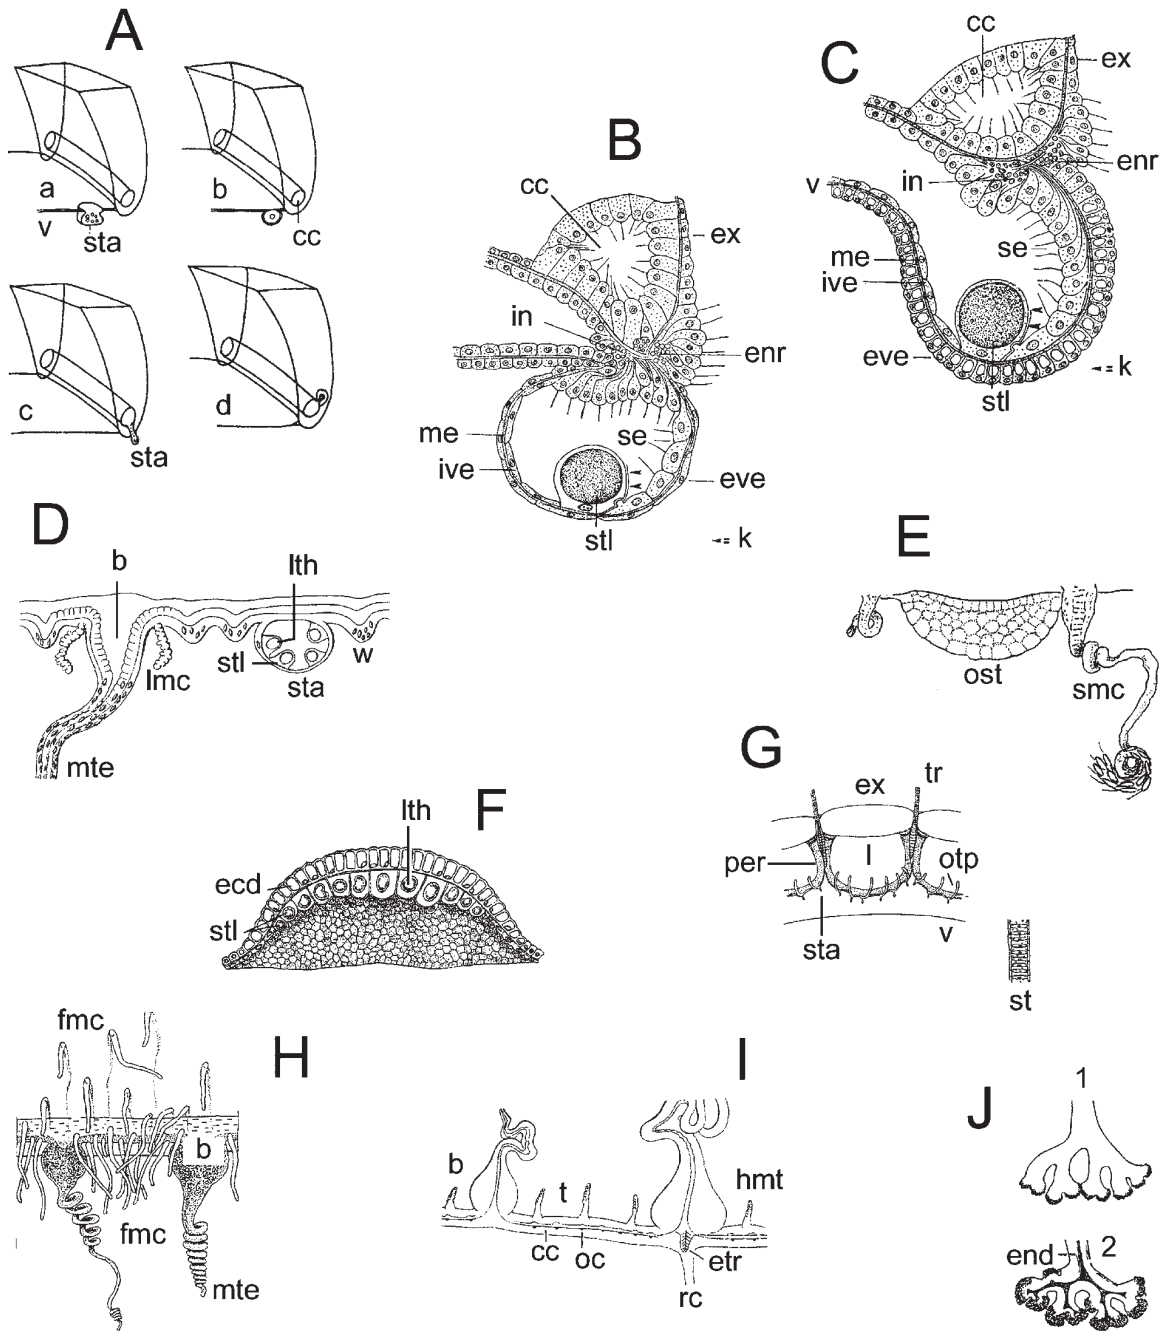 A
a
v
sta
b
cc
c
sta
d
B
cc
ex
in
enr
me
se
ive
eve
stl
k
C
cc
ex
enr
v
in
se
me
ive
eve
k
stl
D
b
lth
stl
lmc
sta
w
mte
E
ost
smc
F
lth
ecd
stl
G
ex
tr
per
l
otp
sta
v
st
H
fmc
b
fmc
mte
I
b
t
hmt
cc
oc
etr
rc
J
1
end
2